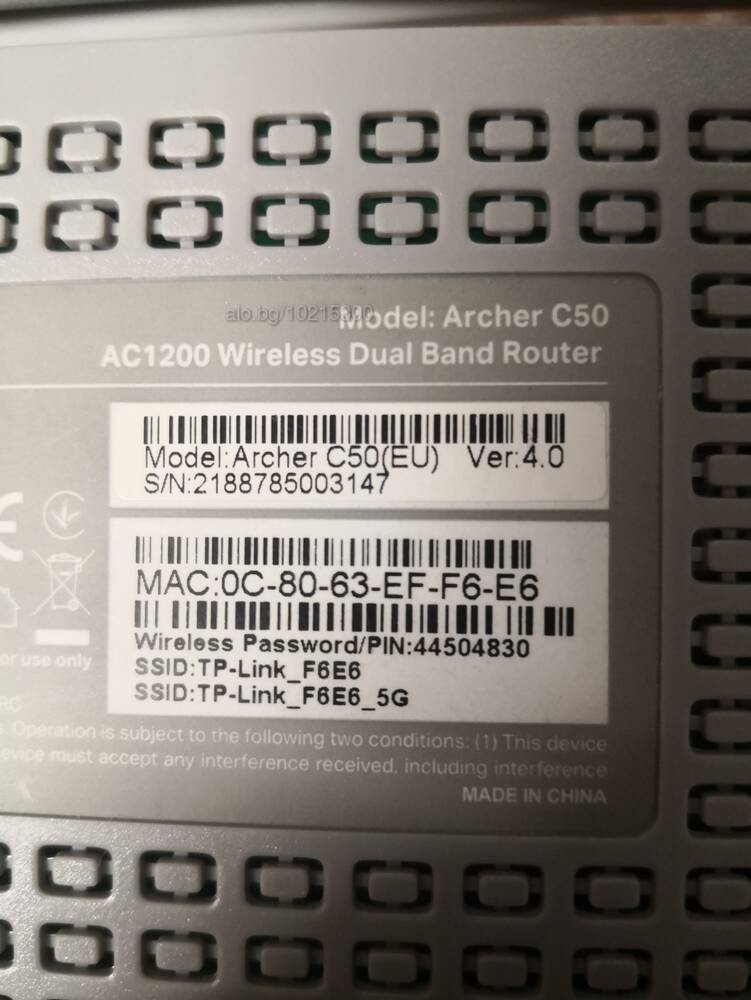 alo.bg/10215800
Model: Archer C50
AC1200 Wireless Dual Band Router
Model:Archer C50(EU) Ver:4.0
S/N:2188785003147
MAC:0C-80-63-EF-F6-E6
Wireless Password/PIN:44504830
SSID:TP-Link_F6E6
SSID:TP-Link_F6E6_5G
or use only
RC
s. Operation is subject to the following two conditions: (1) This device
evice must accept any interference received, including interference
MADE IN CHINA